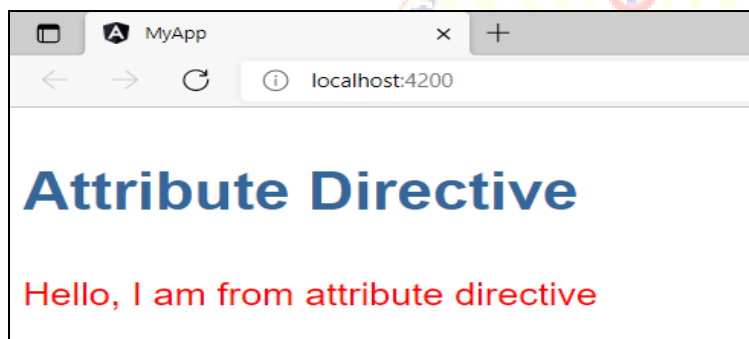 MyApp
localhost:4200
Attribute Directive
Hello, I am from attribute directive